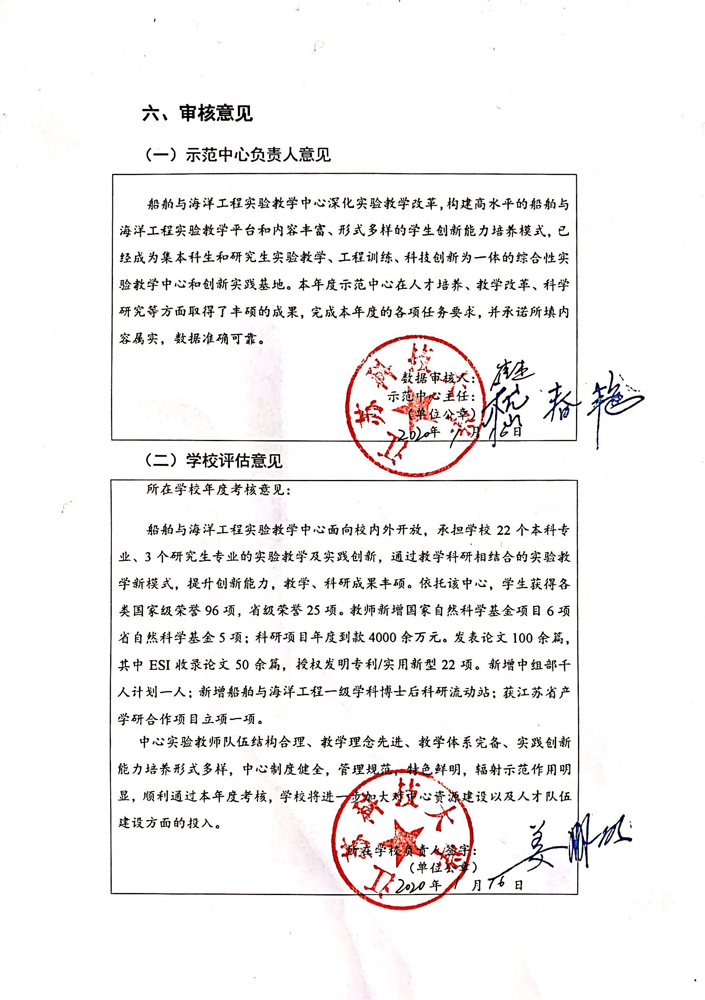 六、审核意见
（一）示范中心负责人意见
船舶与海洋工程实验教学中心深化实验教学改革，构建高水平的船舶与
海洋工程实验教学平台和内容丰富、形式多样的学生创新能力培养模式，已
经成为集本科生和研究生实验教学、工程训练、科技创新为一体的综合性实
验教学中心和创新实践基地。本年度示范中心在人才培养、教学改革、科学
研究等方面取得了丰硕的成果，完成本年度的各项任务要求，并承诺所填内
容属实，数据准确可靠。
数据审核人：
示范中心主任：
（单位公章）
2020年 1 月 16日
江苏科技大学
（二）学校评估意见
所在学校年度考核意见：
船舶与海洋工程实验教学中心面向校内外开放，承担学校 22 个本科专
业、3 个研究生专业的实验教学及实践创新，通过教学科研相结合的实验教
学新模式，提升创新能力，教学、科研成果丰硕。依托该中心，学生获得各
类国家级荣誉 96 项，省级荣誉 25 项。教师新增国家自然科学基金项目 6 项
省自然科学基金 5 项；科研项目年度到款 4000 余万元。发表论文 100 余篇，
其中 ESI 收录论文 50 余篇，授权发明专利/实用新型 22 项。新增中组部千
人计划一人；新增船舶与海洋工程一级学科博士后科研流动站；获江苏省产
学研合作项目立项一项。
中心实验教师队伍结构合理、教学理念先进、教学体系完备、实践创新
能力培养形式多样，中心制度健全，管理规范，特色鲜明，辐射示范作用明
显，顺利通过本年度考核，学校将进一步加大对中心资源建设以及人才队伍
建设方面的投入。
所在学校负责人签字：
（单位公章）
2020 年 1 月 16 日
江苏科技大学